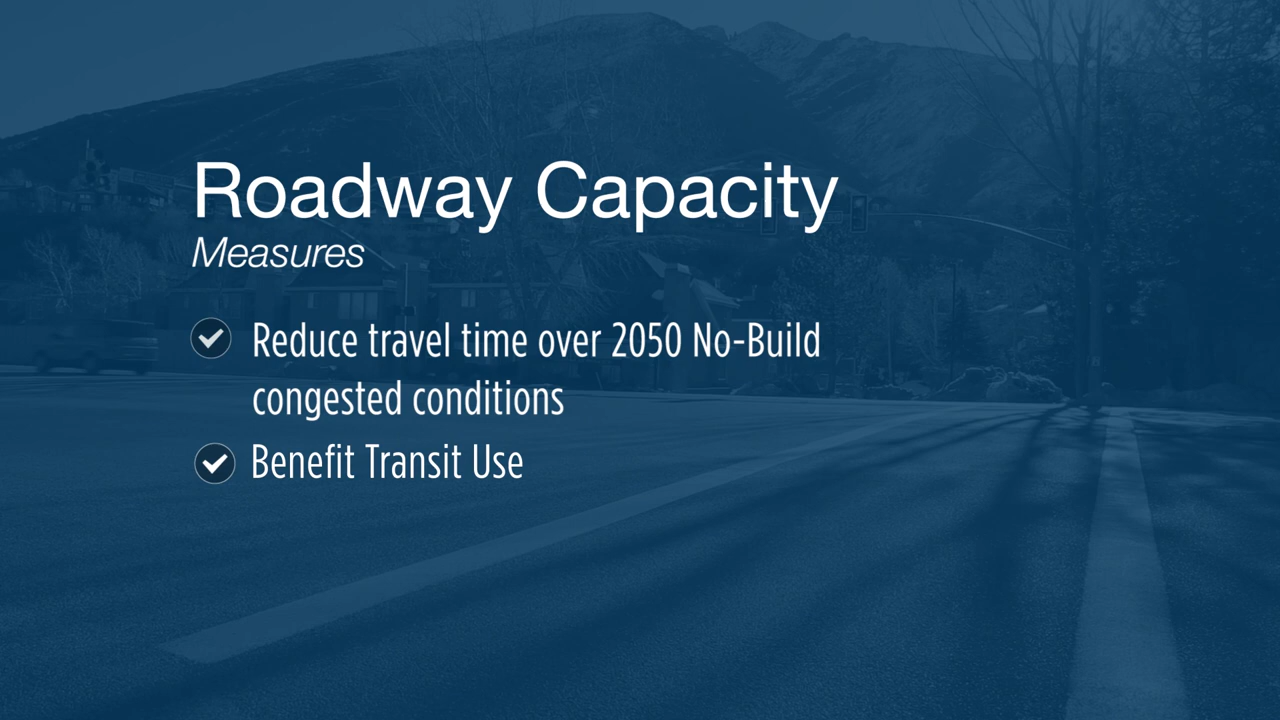 Roadway Capacity
Measures
Reduce travel time over 2050 No-Build
congested conditions
Benefit Transit Use